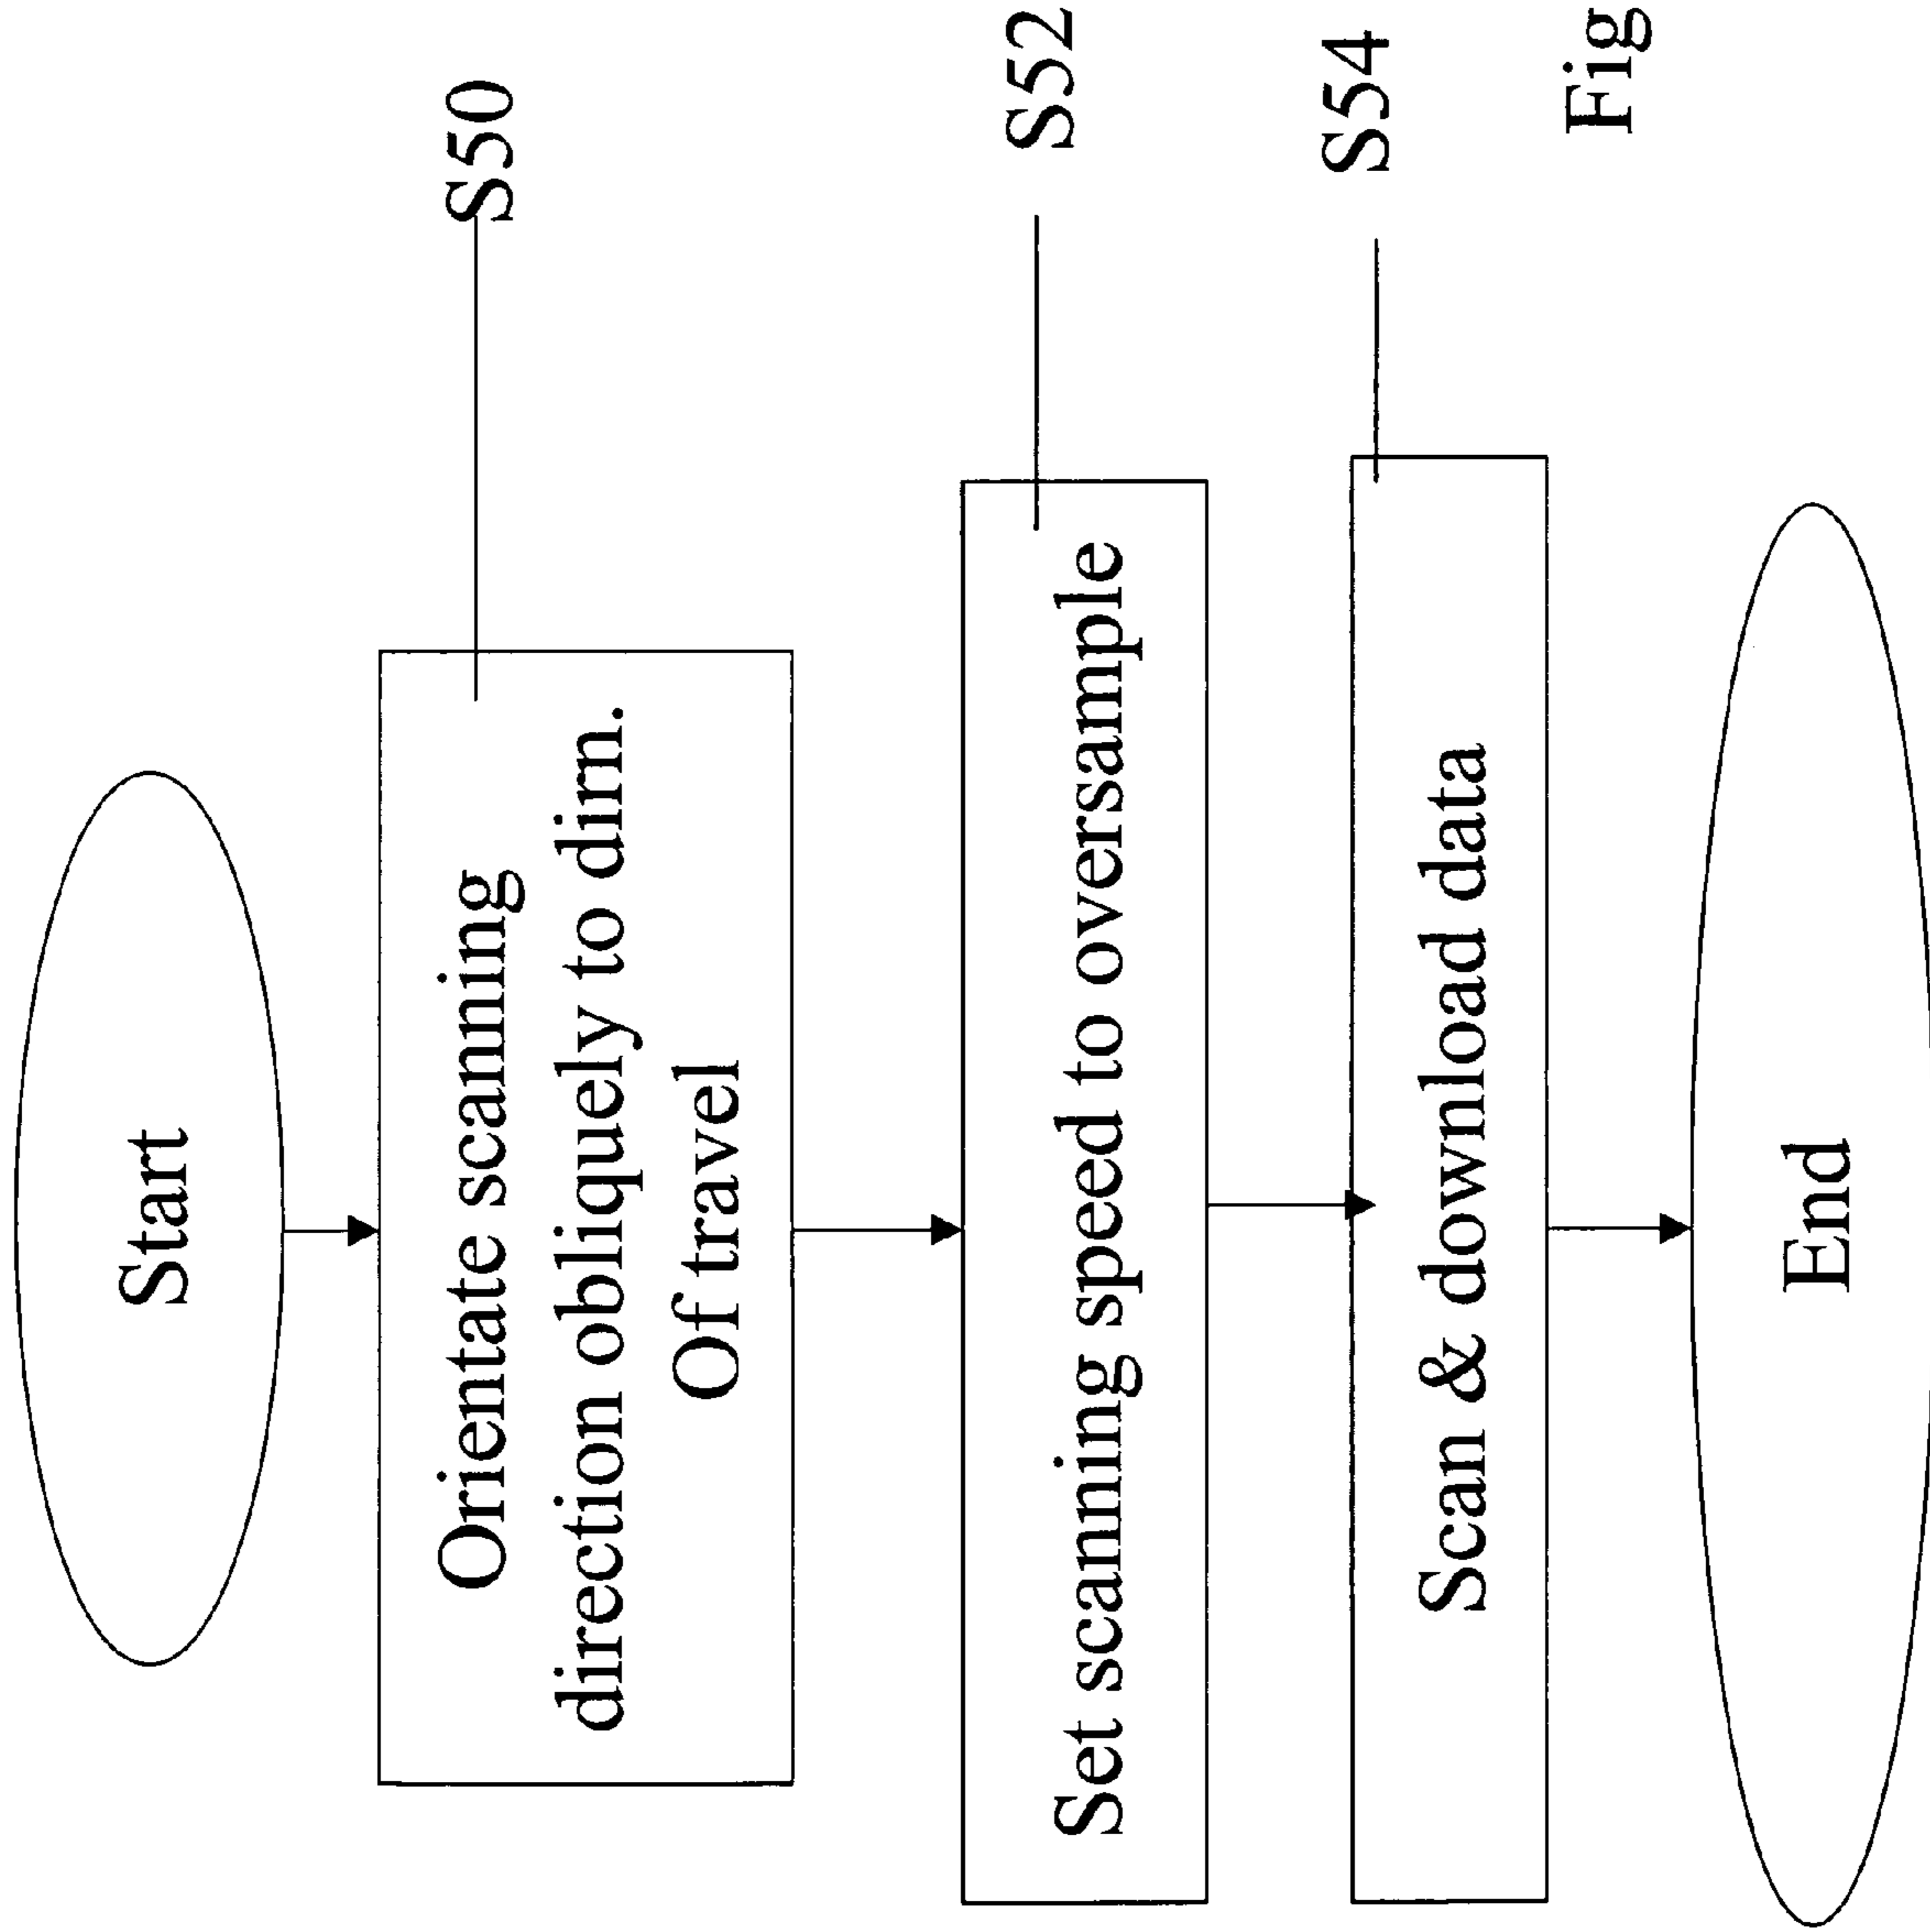 Start
Orientate scanning
direction obliquely to dirn.
Of travel
S50
Set scanning speed to oversample
S52
Scan & download data
S54
End
Fig